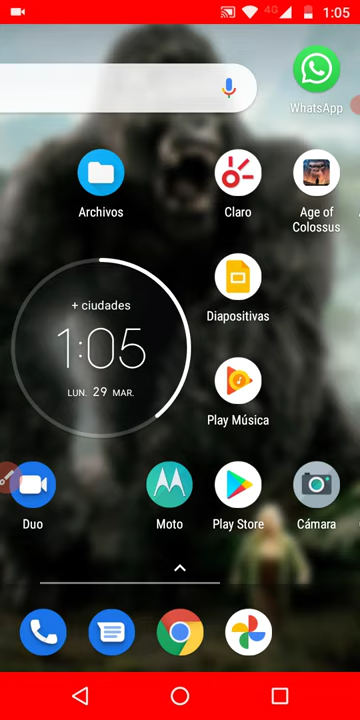 4G
1:05
WhatsApp
Archivos
Claro
Age of
Colossus
+ ciudades
1:05
LUN. 29 MAR.
Diapositivas
Play Música
Duo
Moto
Play Store
Cámara